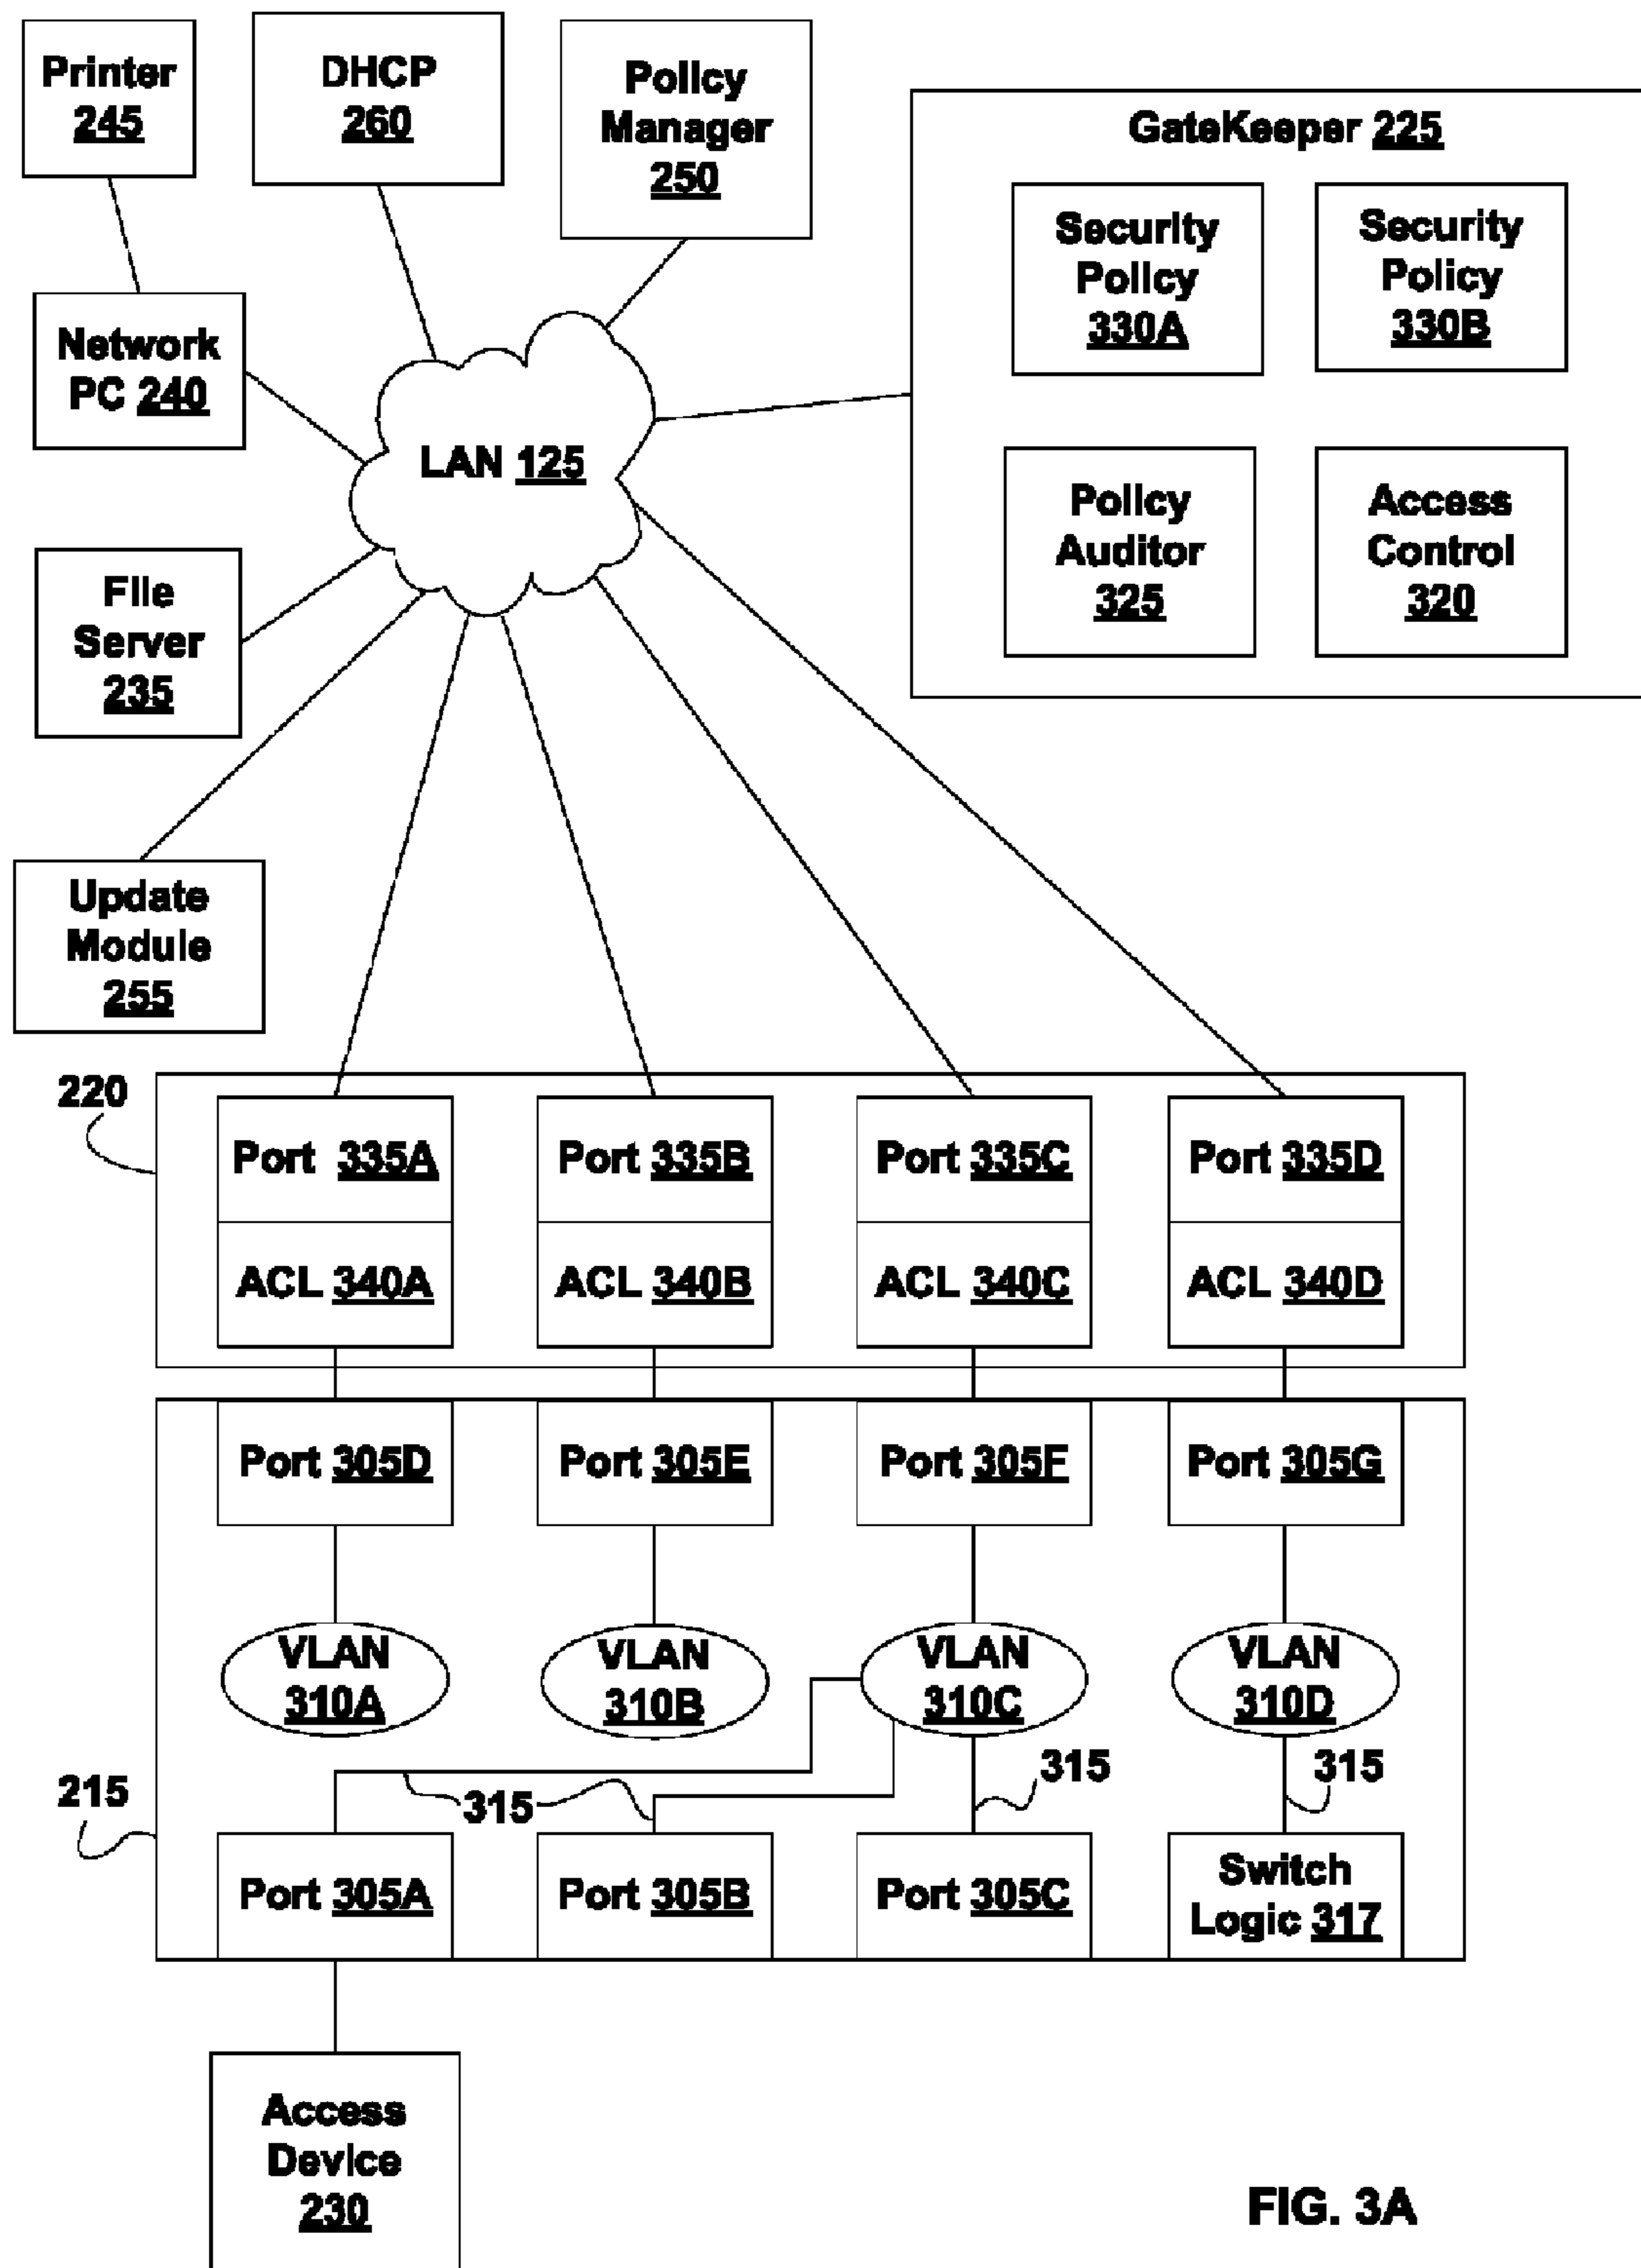 Printer
245
DHCP
260
Policy
Manager
250
GateKeeper 225
Security
Policy
330A
Security
Policy
330B
Network
PC 240
LAN 125
Policy
Auditor
325
Access
Control
320
File
Server
235
Update
Module
255
220
Port 335A
Port 335B
Port 335C
Port 335D
ACL 340A
ACL 340B
ACL 340C
ACL 340D
Port 305D
Port 305E
Port 305F
Port 305G
VLAN
310A
VLAN
310B
VLAN
310C
VLAN
310D
215
315
315
315
Port 305A
Port 305B
Port 305C
Switch
Logic 317
Access
Device
230
FIG. 3A